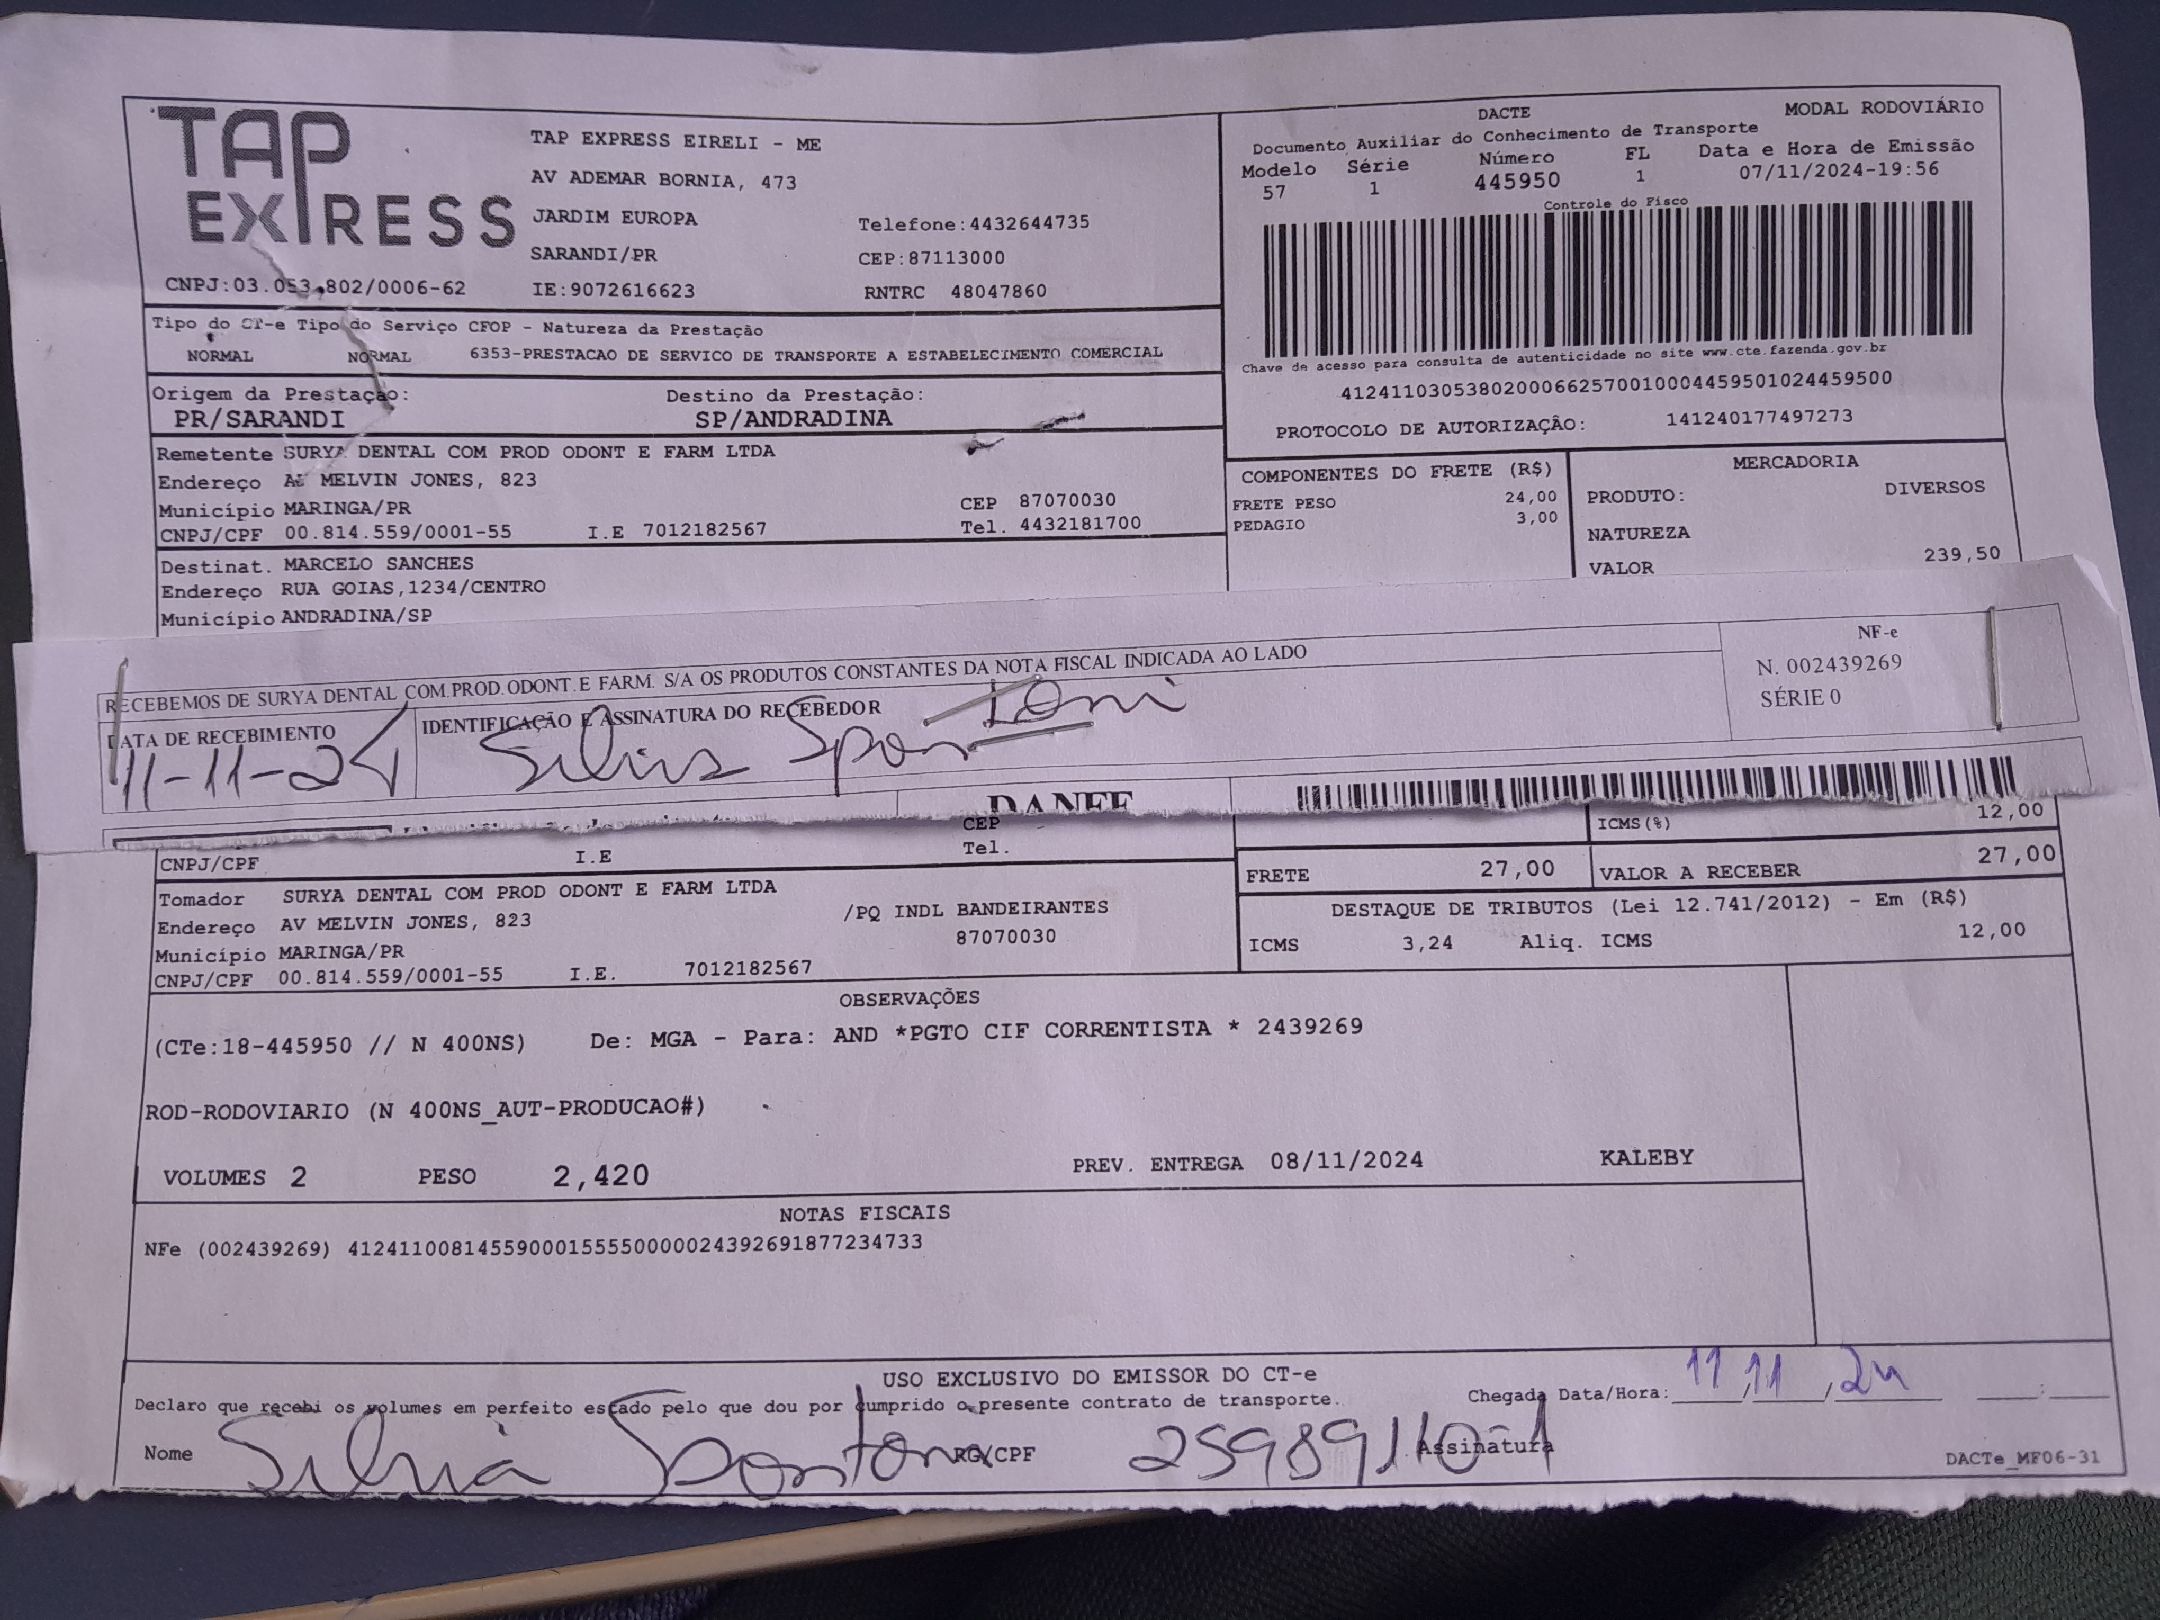 TAP
EXPRESS
TAP EXPRESS EIRELI - ME
AV ADEMAR BORNIA, 473
JARDIM EUROPA
Telefone:4432644735
SARANDI/PR
CEP:87113000
CNPJ:03.053.802/0006-62
IE:9072616623
RNTRC 48047860
DACTE
MODAL RODOVIÁRIO
Documento Auxiliar do Conhecimento de Transporte
Modelo Série Número FL Data e Hora de Emissão
57 1 445950 1 07/11/2024-19:56
Controle do Fisco
Chave de acesso para consulta de autenticidade no site www.cte.fazenda.gov.br
41241103053802000662570010004459501024459500
PROTOCOLO DE AUTORIZAÇÃO: 141240177497273
Tipo do CT-e Tipo do Serviço CFOP - Natureza da Prestação
NORMAL NORMAL 6353-PRESTACAO DE SERVICO DE TRANSPORTE A ESTABELECIMENTO COMERCIAL
Origem da Prestação: Destino da Prestação:
PR/SARANDI SP/ANDRADINA
Remetente SURYA DENTAL COM PROD ODONT E FARM LTDA
Endereço AV MELVIN JONES, 823
Município MARINGA/PR CEP 87070030
CNPJ/CPF 00.814.559/0001-55 I.E 7012182567 Tel. 4432181700
COMPONENTES DO FRETE (R$)
FRETE PESO 24,00
PEDAGIO 3,00
MERCADORIA
PRODUTO: DIVERSOS
NATUREZA
VALOR 239,50
Destinat. MARCELO SANCHES
Endereço RUA GOIAS,1234/CENTRO
Município ANDRADINA/SP
RECEBEMOS DE SURYA DENTAL COM.PROD.ODONT.E FARM. S/A OS PRODUTOS CONSTANTES DA NOTA FISCAL INDICADA AO LADO
NF-e
N. 002439269
SÉRIE 0
DATA DE RECEBIMENTO
11-11-24
IDENTIFICAÇÃO E ASSINATURA DO RECEBEDOR
Silvia Spontoni
DANFE
CEP
ICMS(%) 12,00
CNPJ/CPF I.E Tel.
FRETE 27,00 VALOR A RECEBER 27,00
Tomador SURYA DENTAL COM PROD ODONT E FARM LTDA
Endereço AV MELVIN JONES, 823 /PQ INDL BANDEIRANTES
Município MARINGA/PR 87070030
CNPJ/CPF 00.814.559/0001-55 I.E. 7012182567
DESTAQUE DE TRIBUTOS (Lei 12.741/2012) - Em (R$)
ICMS 3,24 Aliq. ICMS 12,00
OBSERVAÇÕES
(CTe:18-445950 // N 400NS) De: MGA - Para: AND *PGTO CIF CORRENTISTA * 2439269
ROD-RODOVIARIO (N 400NS_AUT-PRODUCAO#)
VOLUMES 2 PESO 2,420 PREV. ENTREGA 08/11/2024 KALEBY
NOTAS FISCAIS
NFe (002439269) 41241100814559000155550000024392691877234733
USO EXCLUSIVO DO EMISSOR DO CT-e
Declaro que recebi os volumes em perfeito estado pelo que dou por cumprido o presente contrato de transporte.
Chegada Data/Hora: 11/11/24 :
Nome Silvia RG/CPF 25989110-1 Assinatura
DACTe_MF06-31